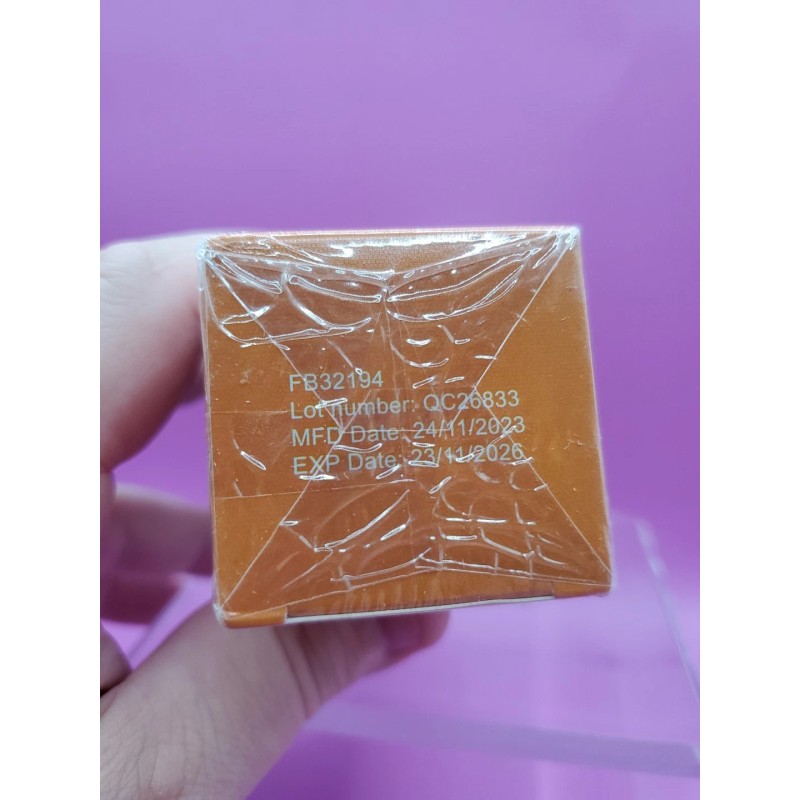 FB32194
Lot number: QC26833
MFD Date: 24/11/2023
EXP Date: 23/11/2026